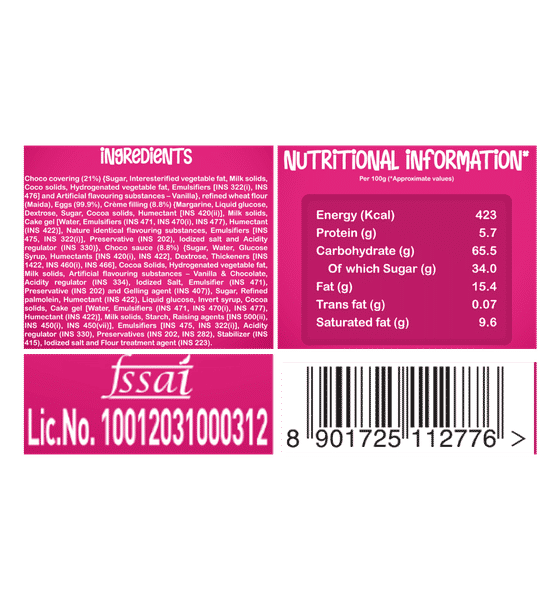 INGREDIENTS
Choco covering (21%) {Sugar, Interesterified vegetable fat, Milk solids,
Coco solids, Hydrogenated vegetable fat, Emulsifiers [INS 322(i), INS
476] and Artificial flavouring substances – Vanilla}, refined wheat flour
(Maida), Eggs (99.9%), Crème filling (8.8%) {Margarine, Liquid glucose,
Dextrose, Sugar, Cocoa solids, Humectant [INS 420(ii)], Milk solids,
Cake gel [Water, Emulsifiers (INS 471, INS 470(i), INS 477), Humectant
(INS 422)], Nature identical flavouring substances, Emulsifiers [INS
475, INS 322(i)], Preservative (INS 202), Iodized salt and Acidity
regulator (INS 330)}, Choco sauce (8.8%) {Sugar, Water, Glucose
Syrup, Humectants [INS 420(i), INS 422], Dextrose, Thickeners [INS
1422, INS 460(i), INS 466], Cocoa Solids, Hydrogenated vegetable fat,
Milk solids, Artificial flavouring substances – Vanilla & Chocolate,
Acidity regulator (INS 334), Iodized Salt, Emulsifier (INS 471),
Preservative (INS 202) and Gelling agent (INS 407)}, Sugar, Refined
palmolein, Humectant (INS 422), Liquid glucose, Invert syrup, Cocoa
solids, Cake gel [Water, Emulsifiers (INS 471, INS 470(i), INS 477),
Humectant (INS 422)], Milk solids, Starch, Raising agents [INS 500(ii),
INS 450(i), INS 450(vii)], Emulsifiers [INS 475, INS 322(i)], Acidity
regulator (INS 330), Preservatives (INS 202, INS 282), Stabilizer (INS
415), Iodized salt and Flour treatment agent (INS 223).
NUTRITIONAL INFORMATION*
Per 100g (*Approximate values)
Energy (Kcal) 423
Protein (g) 5.7
Carbohydrate (g) 65.5
Of which Sugar (g) 34.0
Fat (g) 15.4
Trans fat (g) 0.07
Saturated fat (g) 9.6
fssai
Lic.No. 10012031000312
8 901725 112776 >